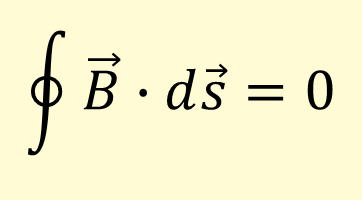 ∮ B⃗ · ds⃗ = 0